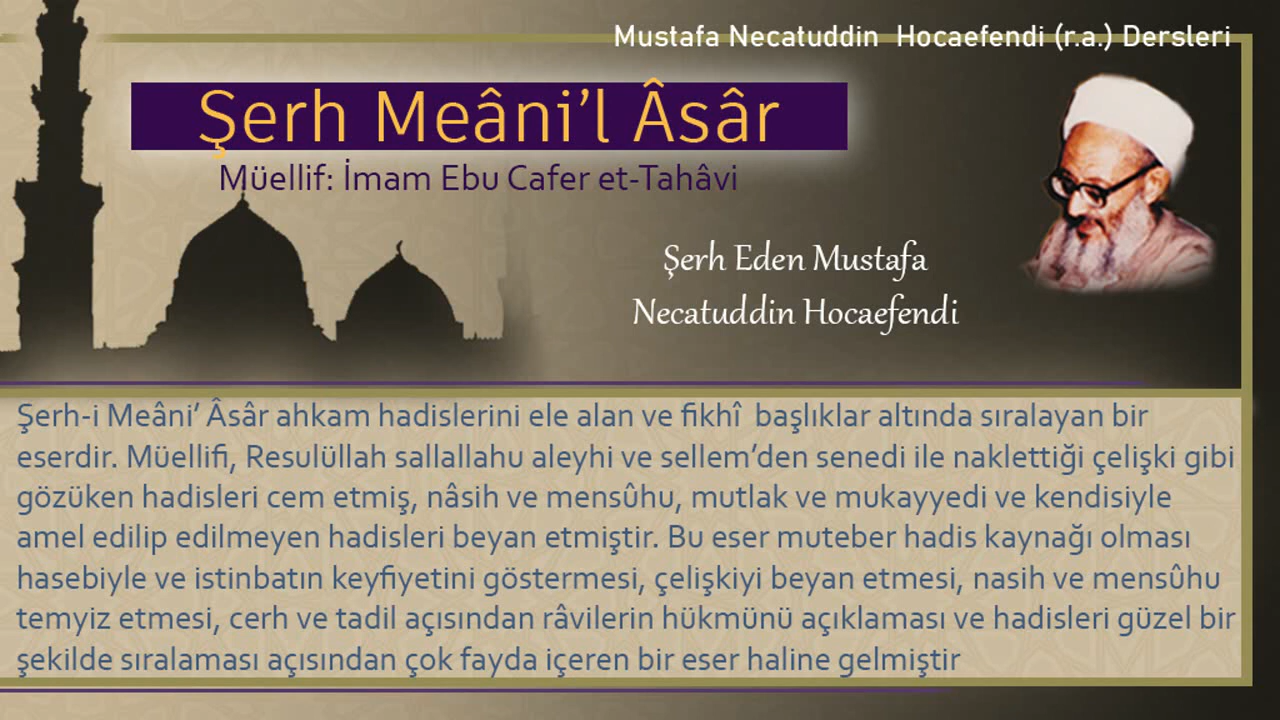 Mustafa Necatuddin Hocaefendi (r.a.) Dersleri
Şerh Meâni’l Âsâr
Müellif: İmam Ebu Cafer et-Tahâvi
Şerh Eden Mustafa
Necatuddin Hocaefendi
Şerh-i Meâni’ Âsâr ahkam hadislerini ele alan ve fikhî başlıklar altında sıralayan bir
eserdir. Müellifi, Resulüllah sallallahu aleyhi ve sellem’den senedi ile naklettiği çelişki gibi
gözüken hadisleri cem etmiş, nâsih ve mensûhu, mutlak ve mukayyedi ve kendisiyle
amel edilip edilmeyen hadisleri beyan etmiştir. Bu eser muteber hadis kaynağı olması
hasebiyle ve istinbatın keyfiyetini göstermesi, çelişkiyi beyan etmesi, nasih ve mensûhu
temyiz etmesi, cerh ve tadil açısından râvilerin hükmünü açıklaması ve hadisleri güzel bir
şekilde sıralaması açısından çok fayda içeren bir eser haline gelmiştir